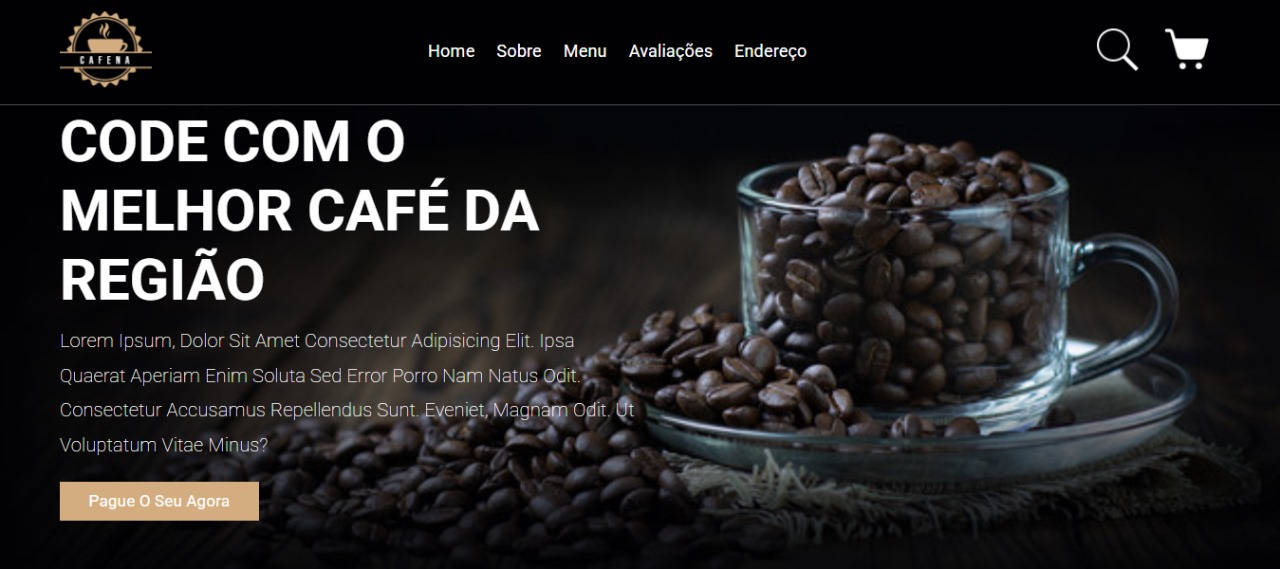 CAFENA
Home Sobre Menu Avaliações Endereço
CODE COM O
MELHOR CAFÉ DA
REGIÃO
Lorem Ipsum, Dolor Sit Amet Consectetur Adipisicing Elit. Ipsa
Quaerat Aperiam Enim Soluta Sed Error Porro Nam Natus Odit.
Consectetur Accusamus Repellendus Sunt. Eveniet, Magnam Odit. Ut
Voluptatum Vitae Minus?
Pague O Seu Agora